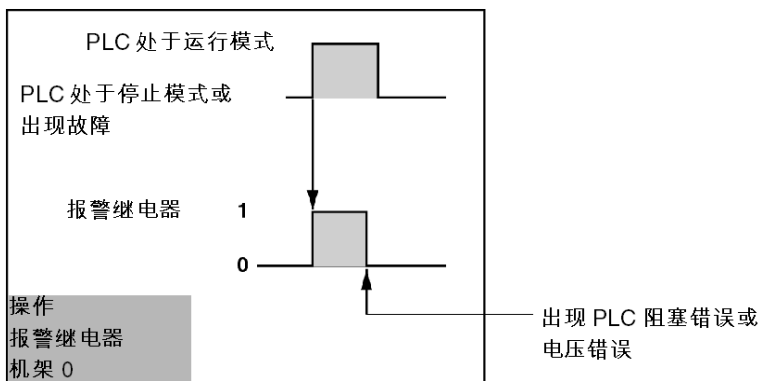 PLC 处于运行模式
PLC 处于停止模式或
出现故障
报警继电器
1
0
操作
报警继电器
机架 0
出现 PLC 阻塞错误或
电压错误